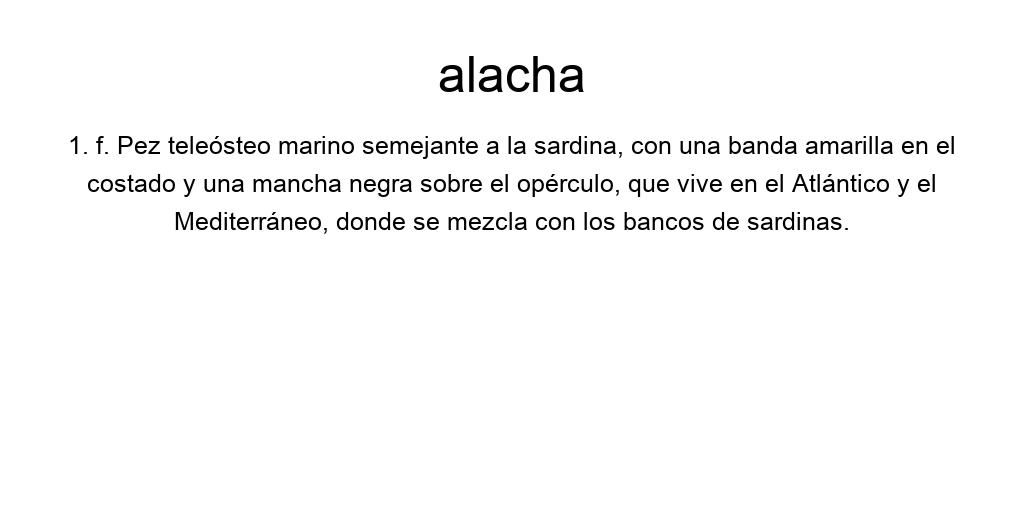 alacha
1. f. Pez teleósteo marino semejante a la sardina, con una banda amarilla en el
costado y una mancha negra sobre el opérculo, que vive en el Atlántico y el
Mediterráneo, donde se mezcla con los bancos de sardinas.